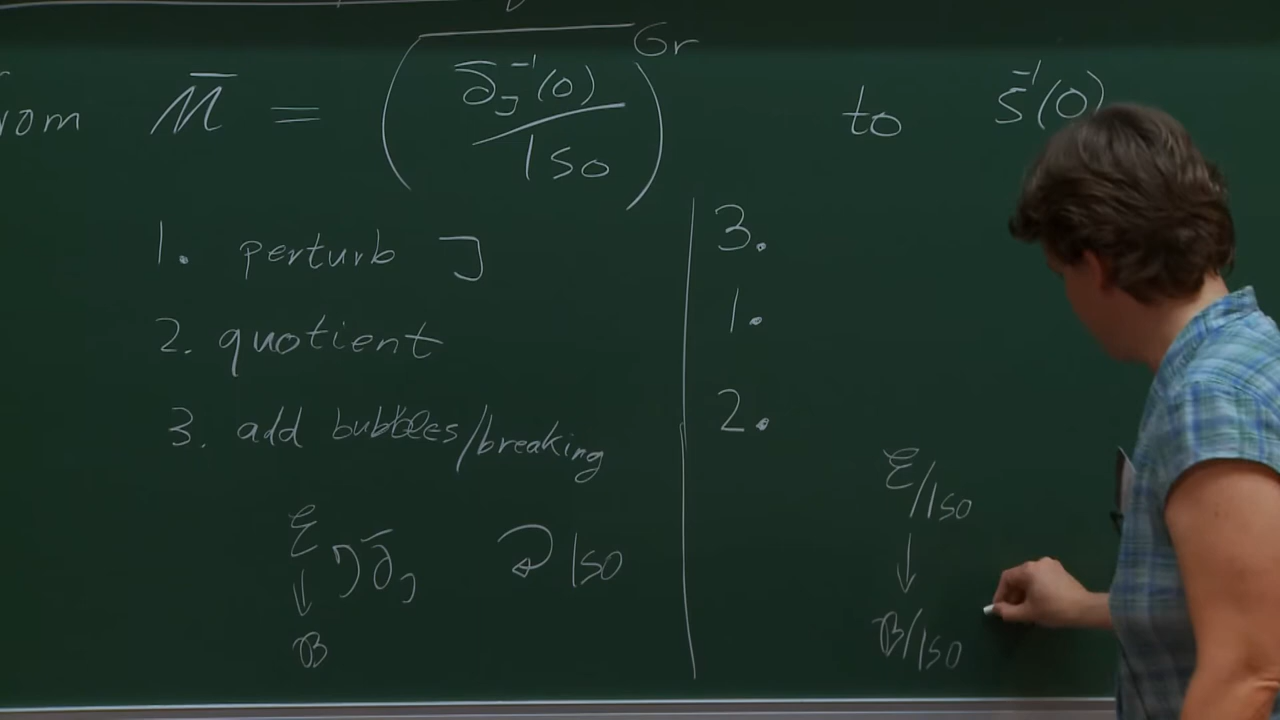 from M̄ = ( ∂̄_J⁻¹(0) / Iso )^Gr to s⁻¹(0)
1. perturb J
2. quotient
3. add bubbles/breaking
ℰ
↓ ∂̄_J ⟲ Iso
ℬ
3.
1.
2.
ℰ/Iso
↓
ℬ/Iso